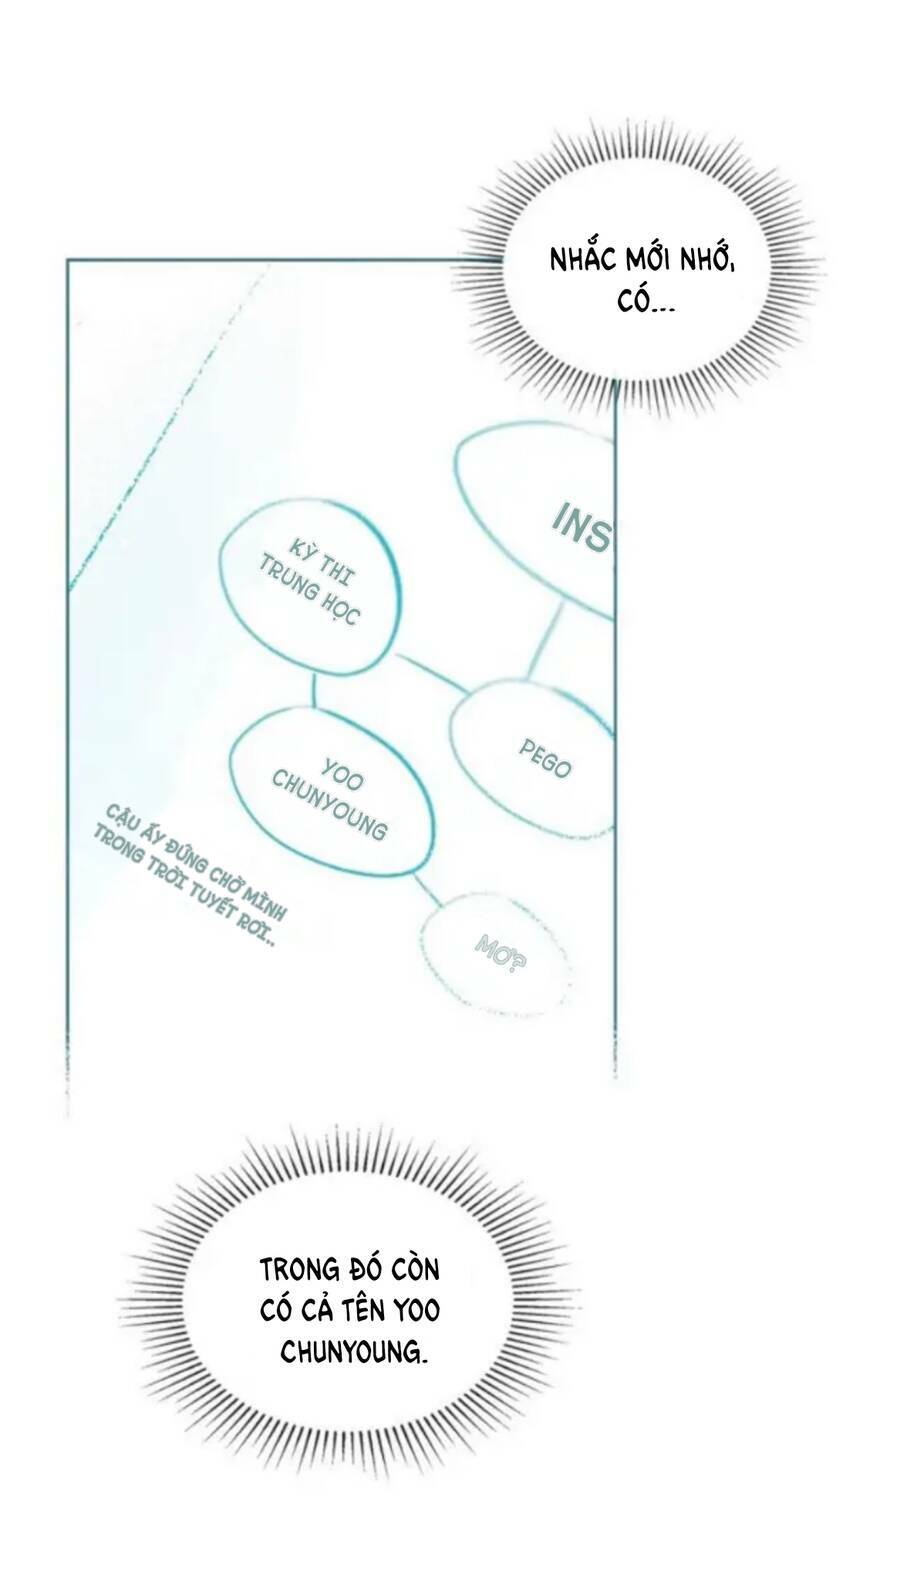 NHẮC MỚI NHỚ,
CÓ...
INS
KỲ THI
TRUNG HỌC
PEGO
YOO
CHUNYOUNG
CẬU ẤY ĐỨNG CHỜ MÌNH
TRONG TRỜI TUYẾT RƠI..
MƠ?
TRONG ĐÓ CÒN
CÓ CẢ TÊN YOO
CHUNYOUNG.